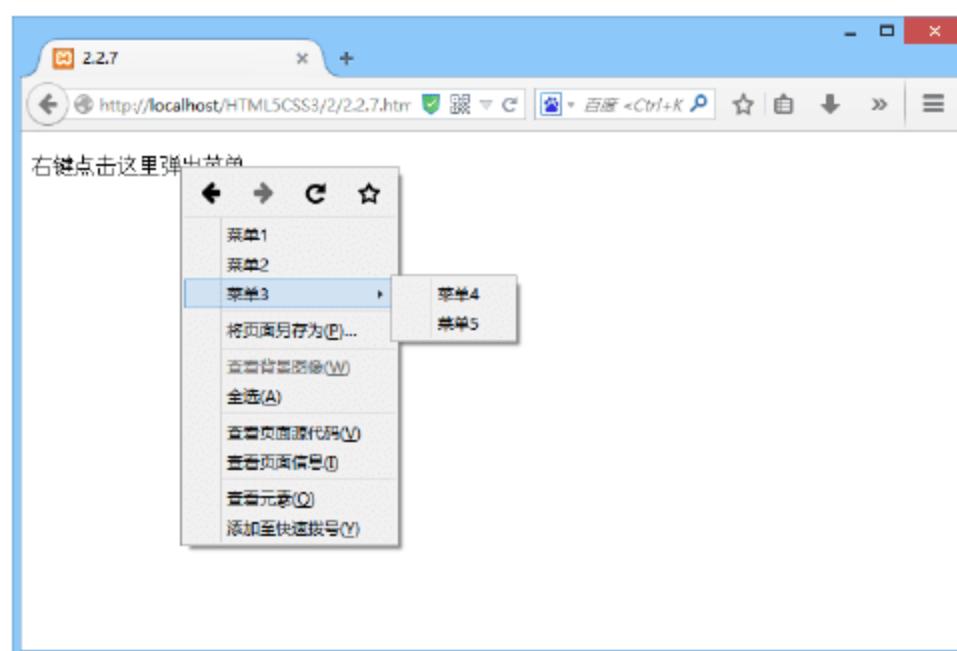 2.2.7
http://localhost/HTML5CSS3/2/2.2.7.htm
百度 <Ctrl+K
右键点击这里弹出菜单
菜单1
菜单2
菜单3
菜单4
菜单5
将页面另存为(P)...
查看背景图像(W)
全选(A)
查看页面源代码(V)
查看页面信息(I)
查看元素(Q)
添加至快速拨号(Y)